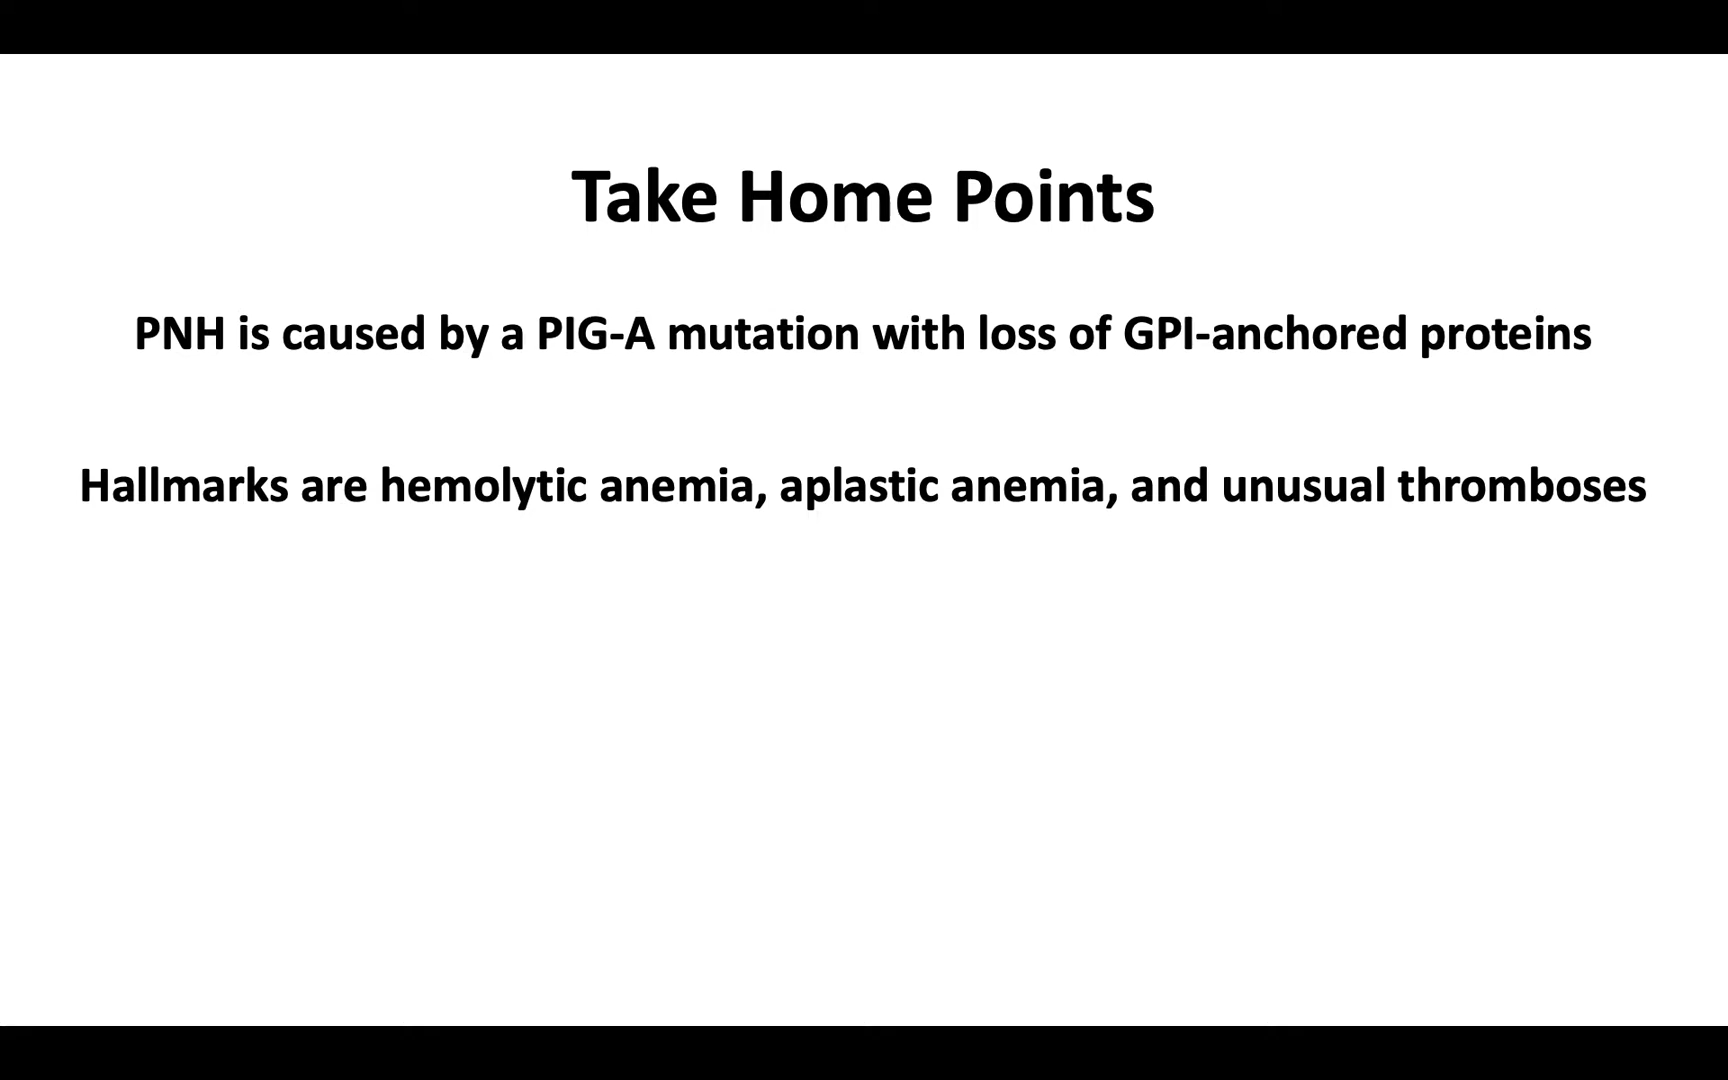 Take Home Points
PNH is caused by a PIG-A mutation with loss of GPI-anchored proteins
Hallmarks are hemolytic anemia, aplastic anemia, and unusual thromboses